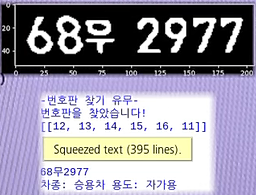 0
20
40
68무 2977
0 25 50 75 100 125 150 175 200
)
-번호판 찾기 유무-
번호판을 찾았습니다!
[[12, 13, 14, 15, 16, 11]]
Squeezed text (395 lines).
68무2977
차종: 승용차 용도: 자가용